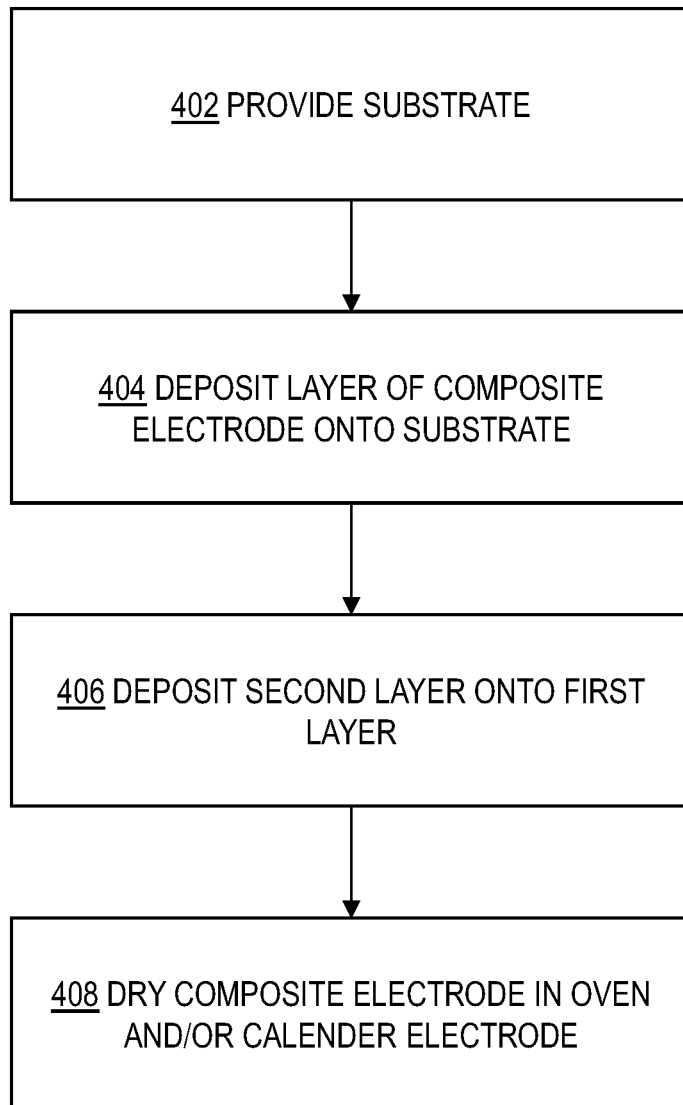 402 PROVIDE SUBSTRATE
404 DEPOSIT LAYER OF COMPOSITE
ELECTRODE ONTO SUBSTRATE
406 DEPOSIT SECOND LAYER ONTO FIRST
LAYER
408 DRY COMPOSITE ELECTRODE IN OVEN
AND/OR CALENDER ELECTRODE